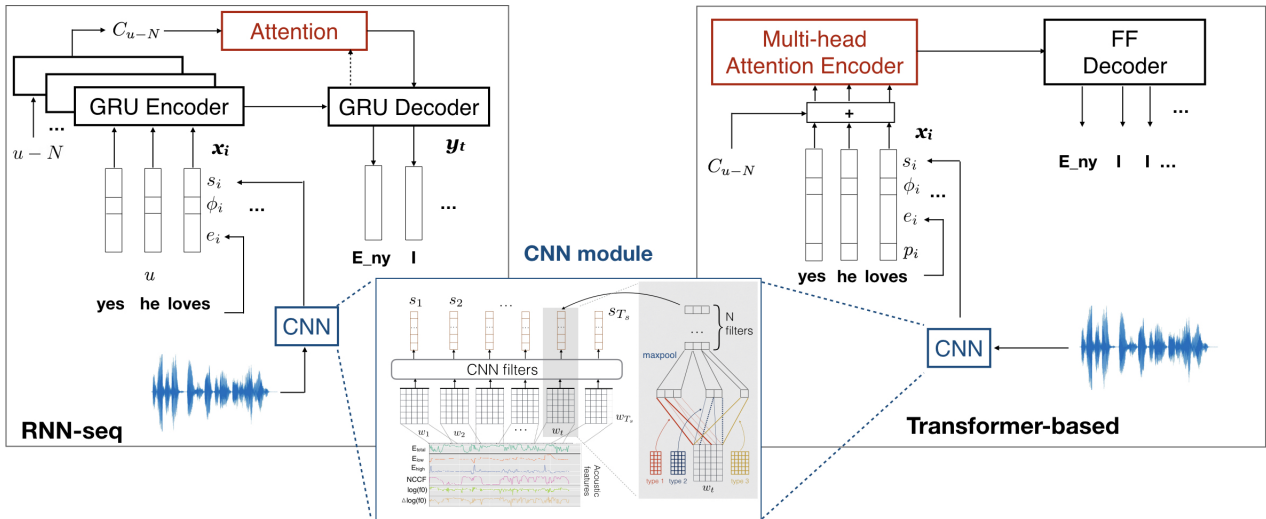 C_{u-N}
Attention
GRU Encoder
GRU Decoder
...
u - N
x_i
y_t
s_i
ϕ_i
...
e_i
...
E_ny I
u
yes he loves
CNN
RNN-seq
CNN module
s_1 s_2 ... s_{T_s}
CNN filters
w_1 w_2 ... w_t w_{T_s}
E_total
E_low
E_high
NCCF
log(f0)
△log(f0)
Acoustic features
N filters
...
maxpool
type 1 type 2 type 3
w_t
Multi-head Attention Encoder
FF Decoder
+
...
C_{u-N}
x_i
s_i
ϕ_i
...
e_i
p_i
E_ny I I ...
yes he loves
CNN
Transformer-based